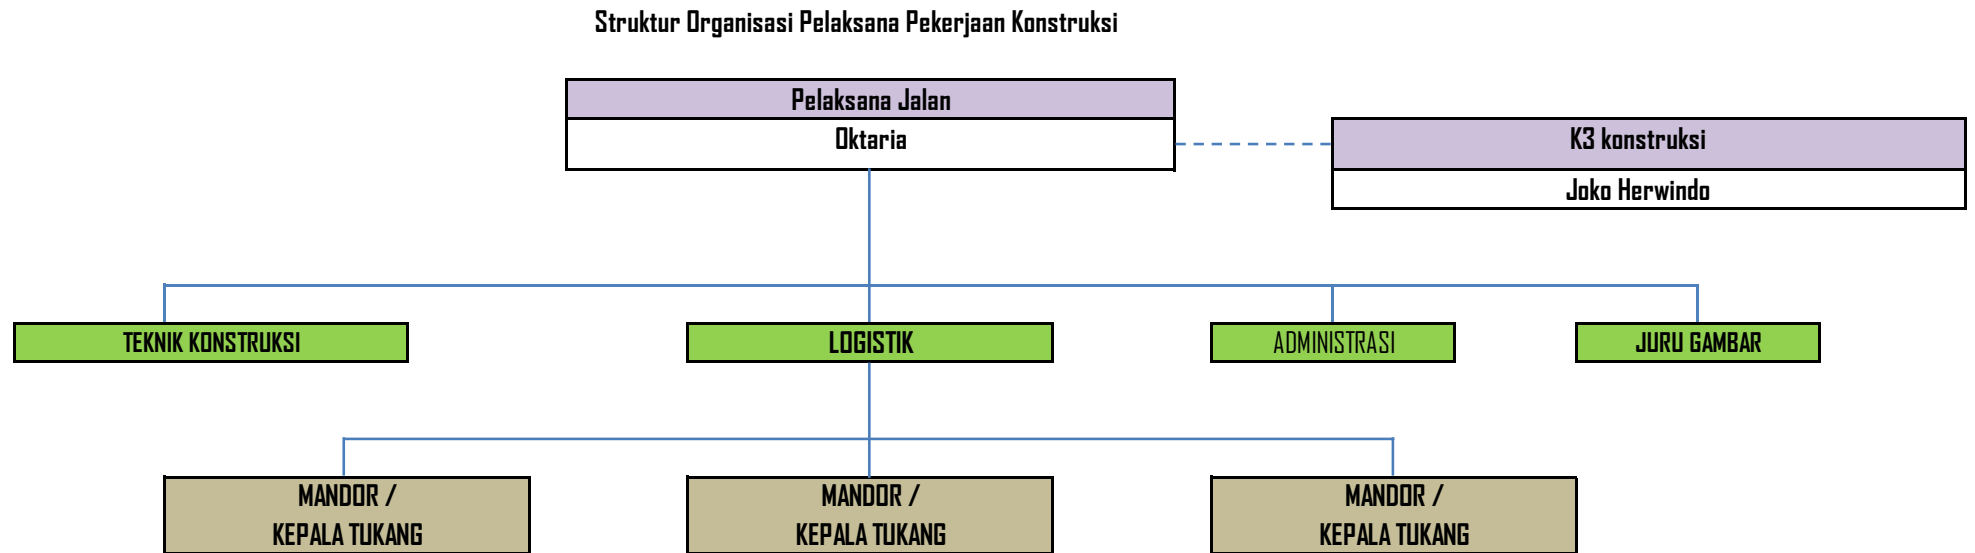 Struktur Organisasi Pelaksana Pekerjaan Konstruksi
Pelaksana Jalan
Oktaria
K3 konstruksi
Joko Herwindo
TEKNIK KONSTRUKSI
LOGISTIK
ADMINISTRASI
JURU GAMBAR
MANDOR /
KEPALA TUKANG
MANDOR /
KEPALA TUKANG
MANDOR /
KEPALA TUKANG